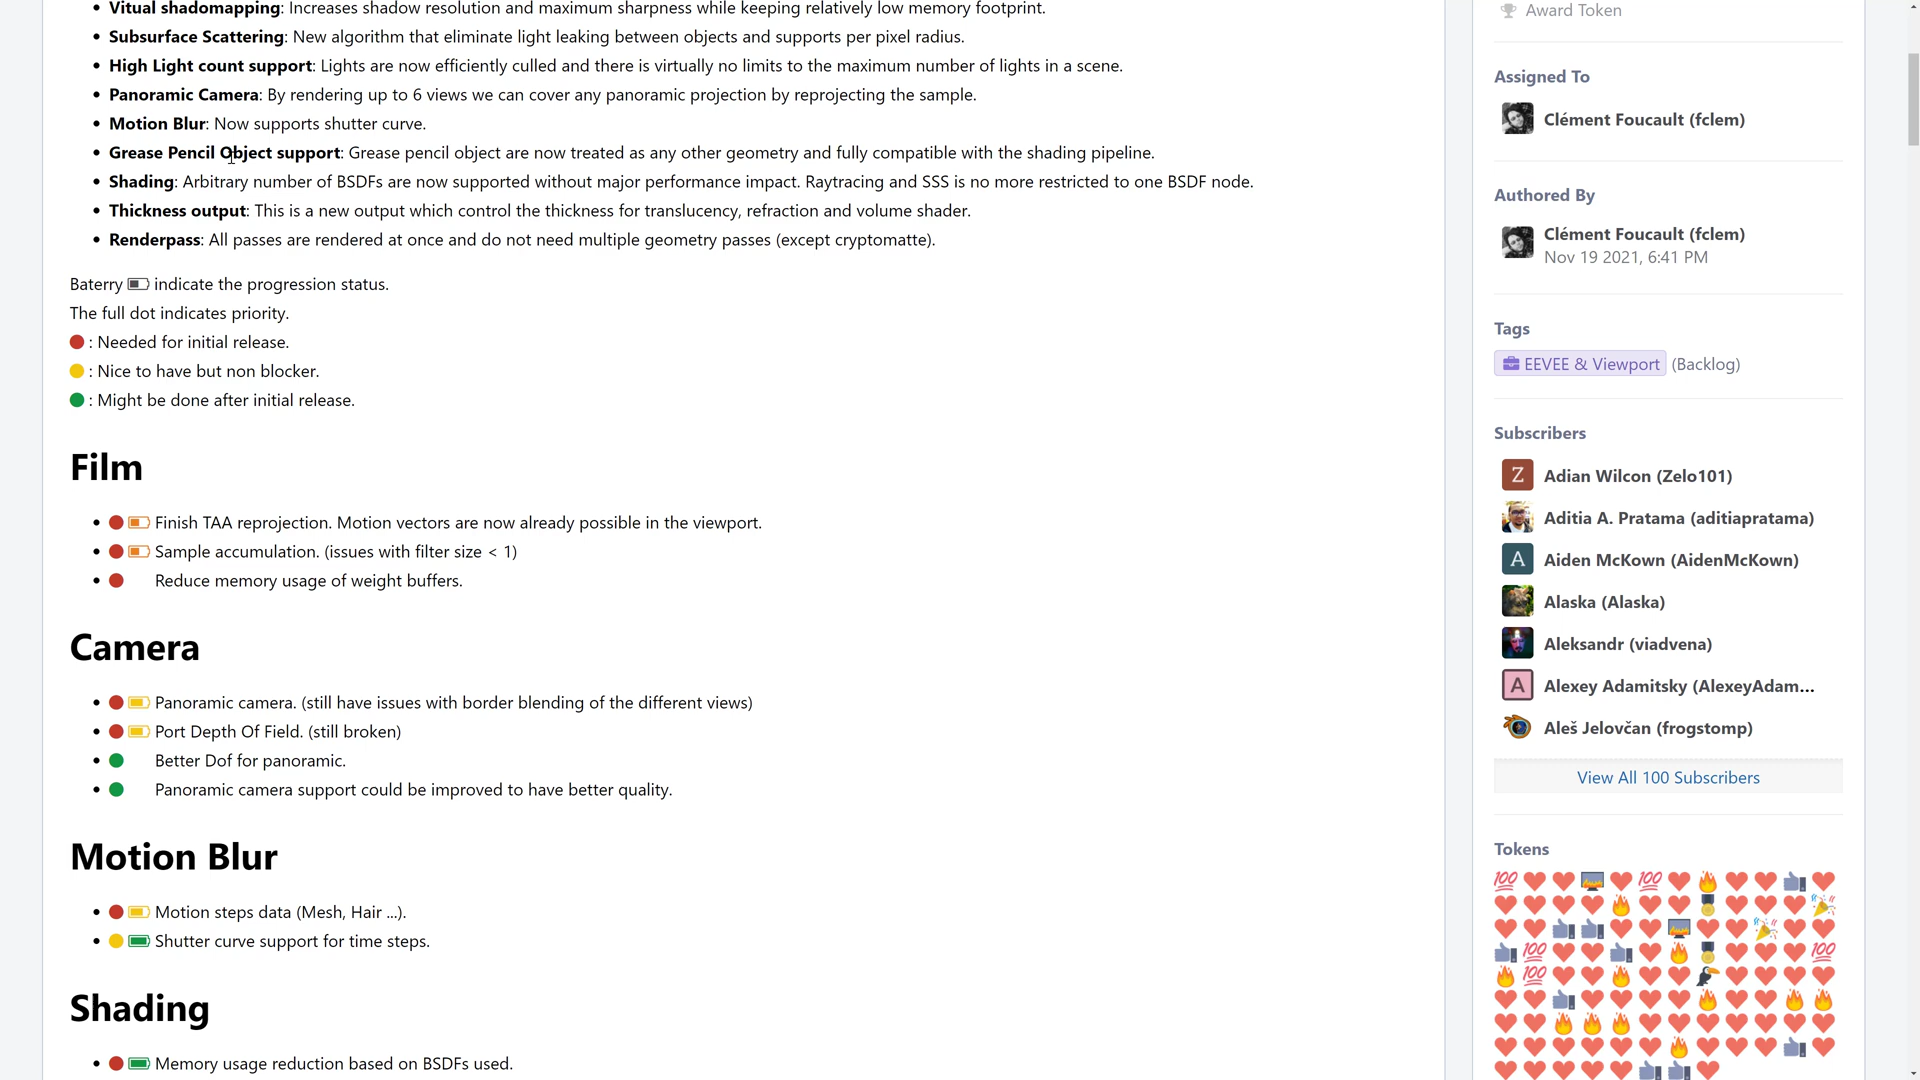 Vitual shadomapping: Increases shadow resolution and maximum sharpness while keeping relatively low memory footprint.
Subsurface Scattering: New algorithm that eliminate light leaking between objects and supports per pixel radius.
High Light count support: Lights are now efficiently culled and there is virtually no limits to the maximum number of lights in a scene.
Panoramic Camera: By rendering up to 6 views we can cover any panoramic projection by reprojecting the sample.
Motion Blur: Now supports shutter curve.
Grease Pencil Object support: Grease pencil object are now treated as any other geometry and fully compatible with the shading pipeline.
Shading: Arbitrary number of BSDFs are now supported without major performance impact. Raytracing and SSS is no more restricted to one BSDF node.
Thickness output: This is a new output which control the thickness for translucency, refraction and volume shader.
Renderpass: All passes are rendered at once and do not need multiple geometry passes (except cryptomatte).
Baterry indicate the progression status.
The full dot indicates priority.
: Needed for initial release.
: Nice to have but non blocker.
: Might be done after initial release.
Film
Finish TAA reprojection. Motion vectors are now already possible in the viewport.
Sample accumulation. (issues with filter size < 1)
Reduce memory usage of weight buffers.
Camera
Panoramic camera. (still have issues with border blending of the different views)
Port Depth Of Field. (still broken)
Better Dof for panoramic.
Panoramic camera support could be improved to have better quality.
Motion Blur
Motion steps data (Mesh, Hair ...).
Shutter curve support for time steps.
Shading
Memory usage reduction based on BSDFs used.
Award Token
Assigned To
Clément Foucault (fclem)
Authored By
Clément Foucault (fclem)
Nov 19 2021, 6:41 PM
Tags
EEVEE & Viewport (Backlog)
Subscribers
Z Adian Wilcon (Zelo101)
Aditia A. Pratama (aditiapratama)
A Aiden McKown (AidenMcKown)
Alaska (Alaska)
Aleksandr (viadvena)
A Alexey Adamitsky (AlexeyAdam...
Aleš Jelovčan (frogstomp)
View All 100 Subscribers
Tokens